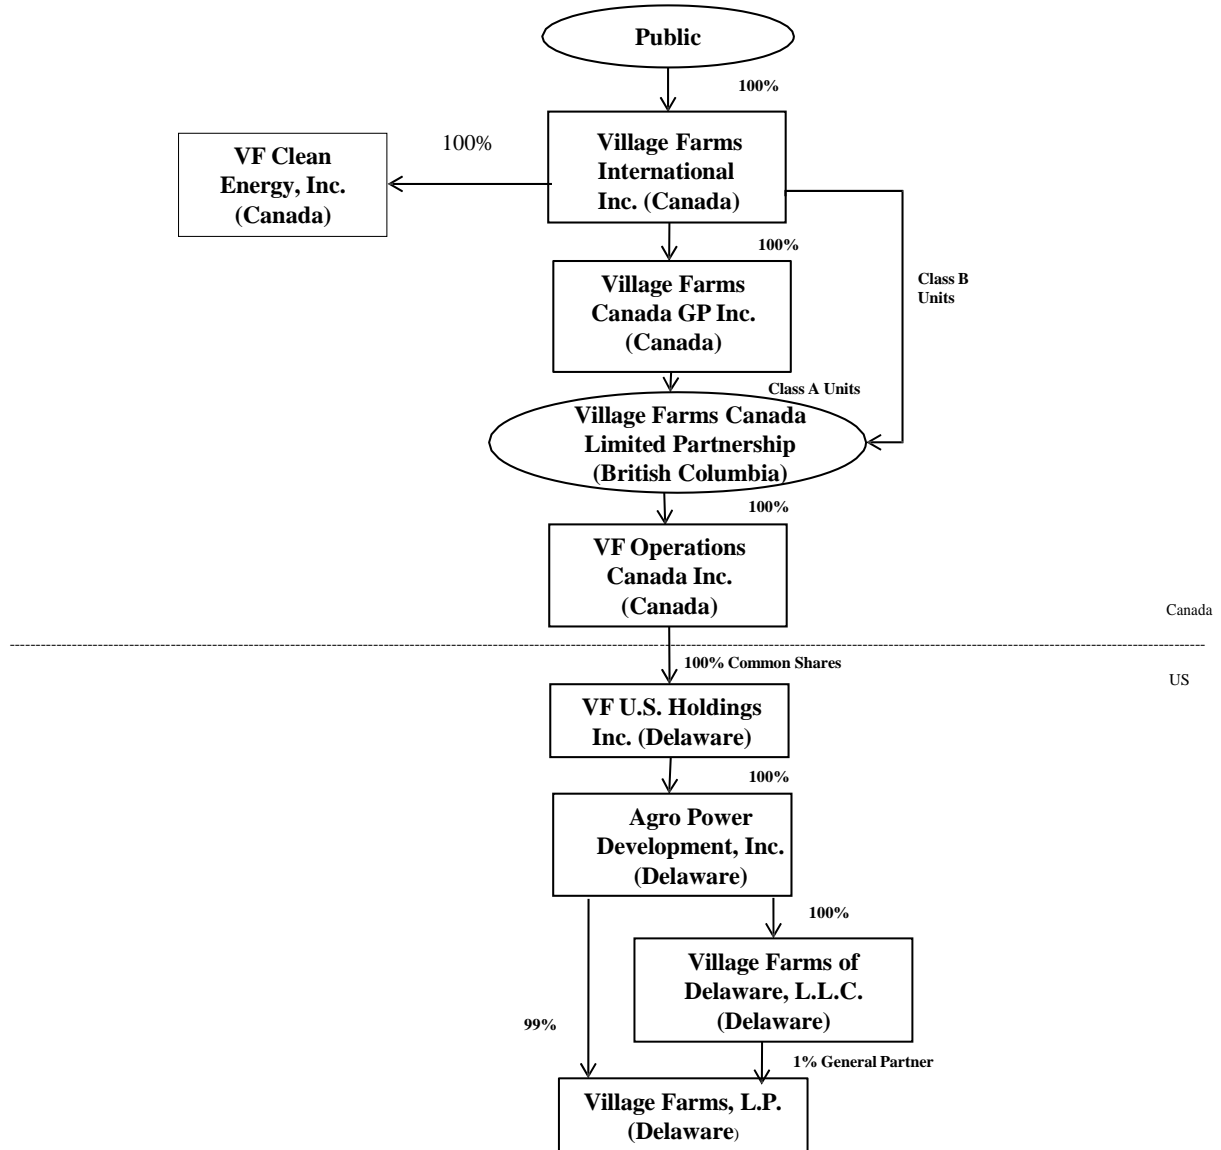 Public
100%
Village Farms
International
Inc. (Canada)
100%
VF Clean
Energy, Inc.
(Canada)
100%
Village Farms
Canada GP Inc.
(Canada)
Class B
Units
Class A Units
Village Farms Canada
Limited Partnership
(British Columbia)
100%
VF Operations
Canada Inc.
(Canada)
Canada
100% Common Shares
US
VF U.S. Holdings
Inc. (Delaware)
100%
Agro Power
Development, Inc.
(Delaware)
100%
Village Farms of
Delaware, L.L.C.
(Delaware)
99%
1% General Partner
Village Farms, L.P.
(Delaware)